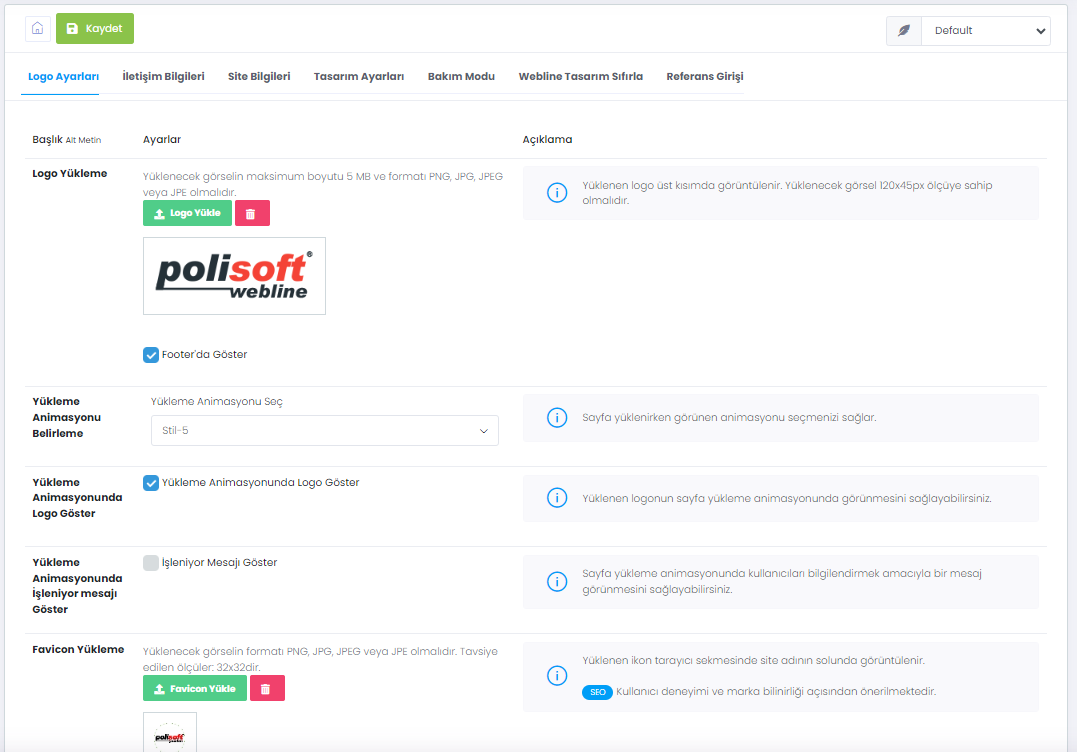 Kaydet
Default
Logo Ayarları İletişim Bilgileri Site Bilgileri Tasarım Ayarları Bakım Modu Webline Tasarım Sıfırla Referans Girişi
Başlık Alt Metin Ayarlar Açıklama
Logo Yükleme
Yüklenecek görselin maksimum boyutu 5 MB ve formatı PNG, JPG, JPEG
veya JPE olmalıdır.
Logo Yükle
polisoft®
webline
Footer'da Göster
Yüklenen logo üst kısımda görüntülenir. Yüklenecek görsel 120x45px ölçüye sahip
olmalıdır.
Yükleme
Animasyonu
Belirleme
Yükleme Animasyonu Seç
Stil-5
Sayfa yüklenirken görünen animasyonu seçmenizi sağlar.
Yükleme
Animasyonunda
Logo Göster
Yükleme Animasyonunda Logo Göster
Yüklenen logonun sayfa yükleme animasyonunda görünmesini sağlayabilirsiniz.
Yükleme
Animasyonunda
İşleniyor mesajı
Göster
İşleniyor Mesajı Göster
Sayfa yükleme animasyonunda kullanıcıları bilgilendirmek amacıyla bir mesaj
görünmesini sağlayabilirsiniz.
Favicon Yükleme
Yüklenecek görselin formatı PNG, JPG, JPEG veya JPE olmalıdır. Tavsiye
edilen ölçüler: 32x32dir.
Favicon Yükle
polisoft
Yüklenen ikon tarayıcı sekmesinde site adının solunda görüntülenir.
SEO Kullanıcı deneyimi ve marka bilinirliği açısından önerilmektedir.